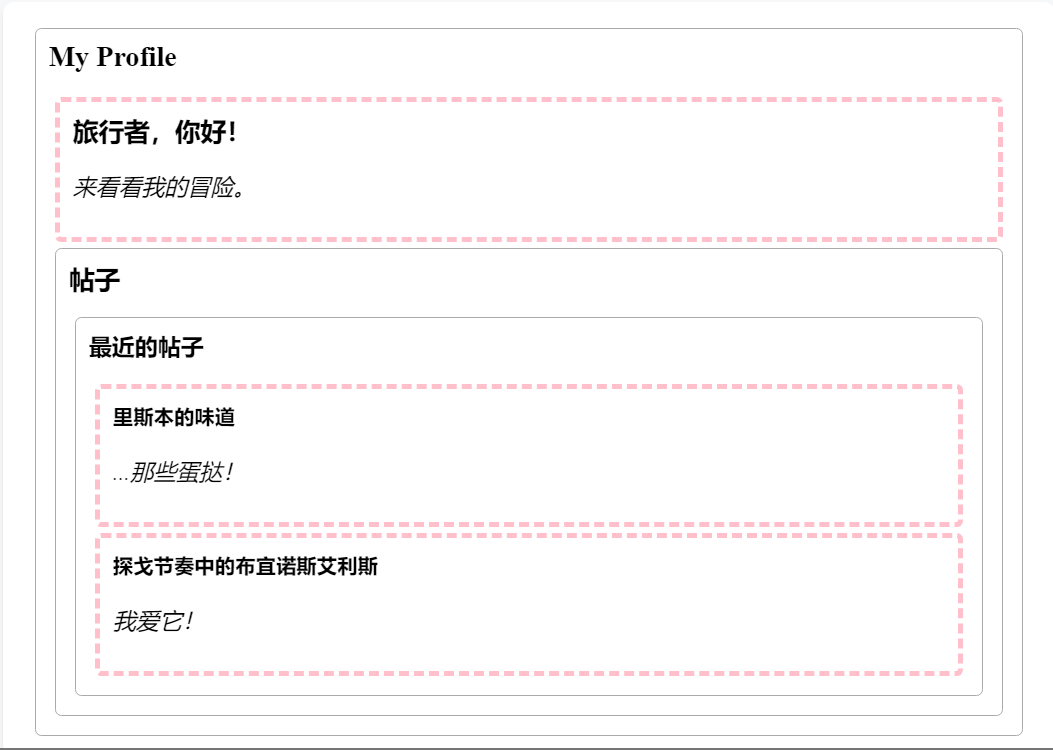 My Profile
旅行者，你好！
来看看我的冒险。
帖子
最近的帖子
里斯本的味道
...那些蛋挞！
探戈节奏中的布宜诺斯艾利斯
我爱它！